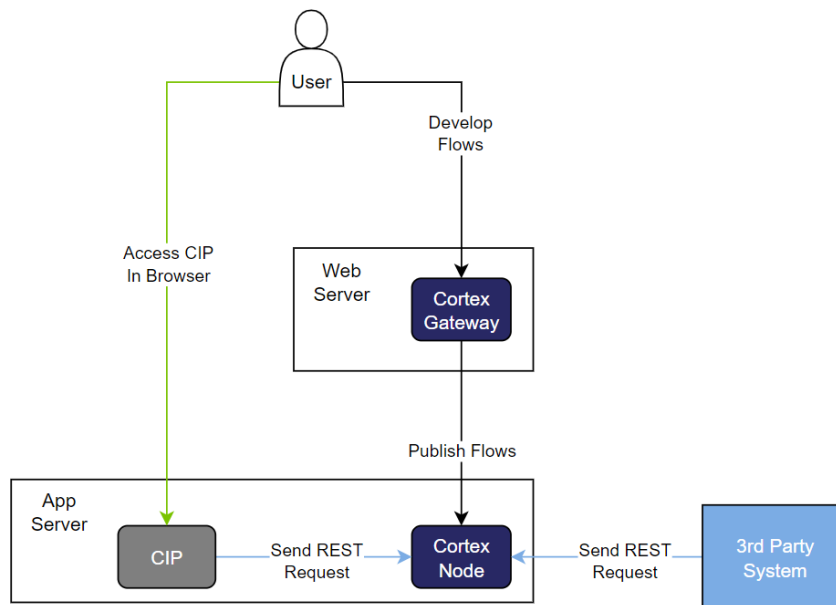 User
Develop
Flows
Access CIP
In Browser
Web
Server
Cortex
Gateway
Publish Flows
App
Server
CIP
Send REST
Request
Cortex
Node
Send REST
Request
3rd Party
System